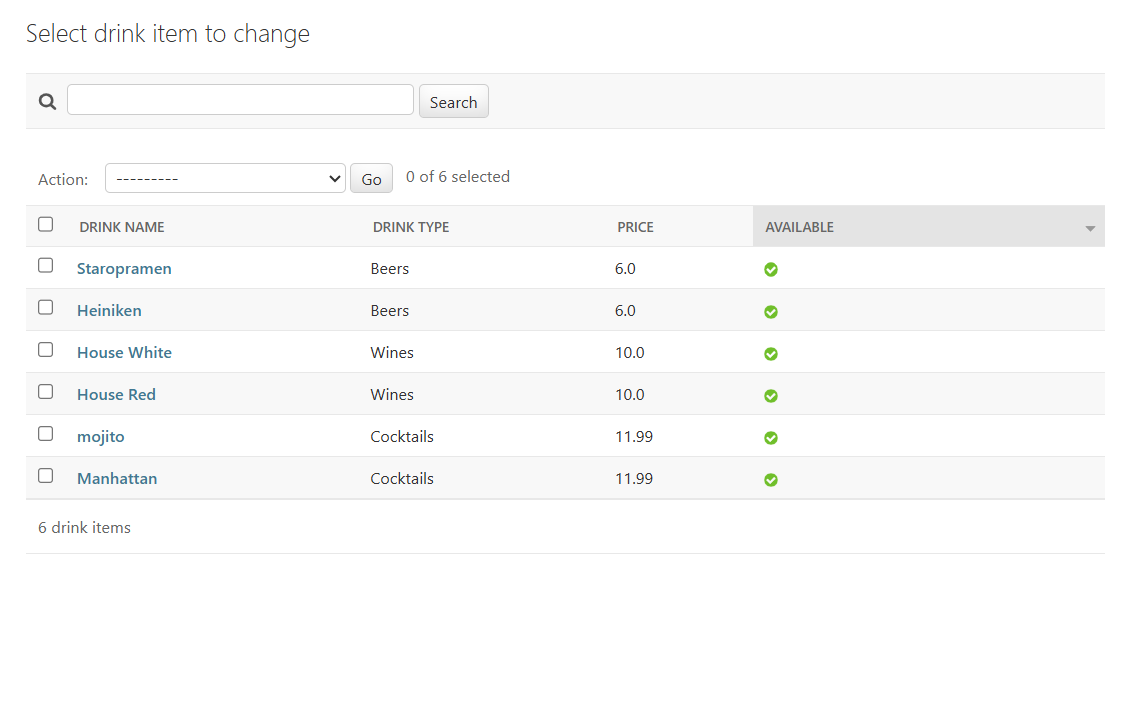 Select drink item to change
Search
Action: --------- Go 0 of 6 selected
DRINK NAME DRINK TYPE PRICE AVAILABLE
Staropramen Beers 6.0
Heiniken Beers 6.0
House White Wines 10.0
House Red Wines 10.0
mojito Cocktails 11.99
Manhattan Cocktails 11.99
6 drink items